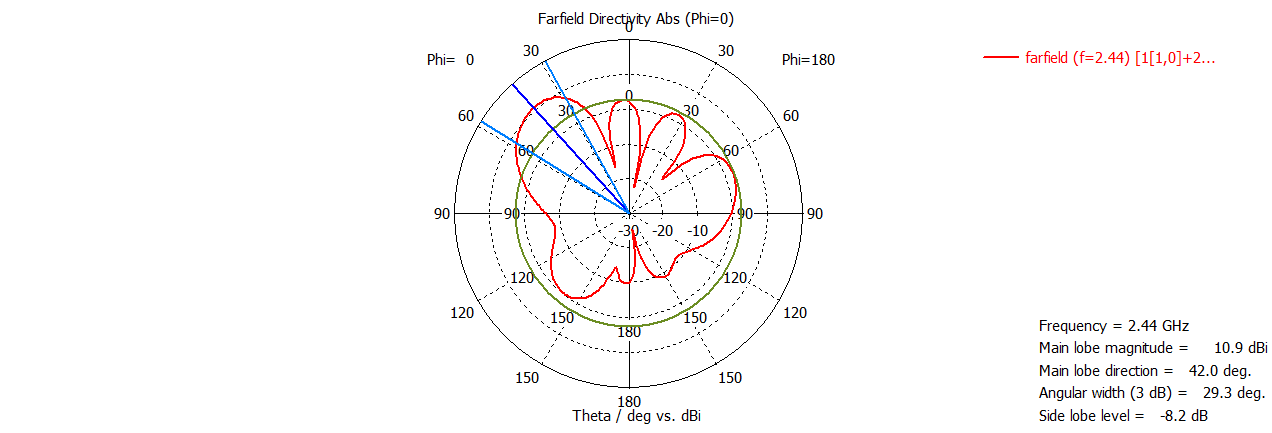 Farfield Directivity Abs (Phi=0)
0
Phi=  0
30
30
Phi=180
farfield (f=2.44) [1[1,0]+2...
60
0
60
30
30
60
60
90
90
90
90
-30
-20
-10
120
120
120
150
150
120
180
150
150
180
Theta / deg vs. dBi
Frequency = 2.44 GHz
Main lobe magnitude =     10.9 dBi
Main lobe direction =   42.0 deg.
Angular width (3 dB) =   29.3 deg.
Side lobe level =   -8.2 dB